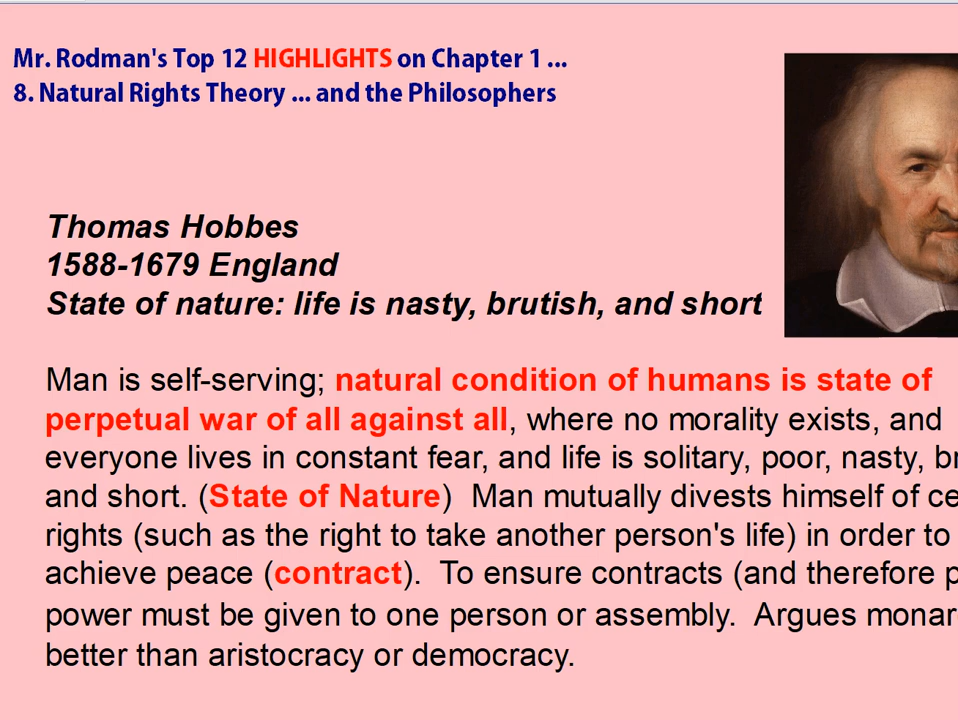 Mr. Rodman's Top 12 HIGHLIGHTS on Chapter 1 ...
8. Natural Rights Theory ... and the Philosophers
Thomas Hobbes
1588-1679 England
State of nature: life is nasty, brutish, and short
Man is self-serving; natural condition of humans is state of
perpetual war of all against all, where no morality exists, and
everyone lives in constant fear, and life is solitary, poor, nasty,
and short. (State of Nature)  Man mutually divests himself of
rights (such as the right to take another person's life) in order to
achieve peace (contract).  To ensure contracts (and therefore
power must be given to one person or assembly.  Argues
better than aristocracy or democracy.